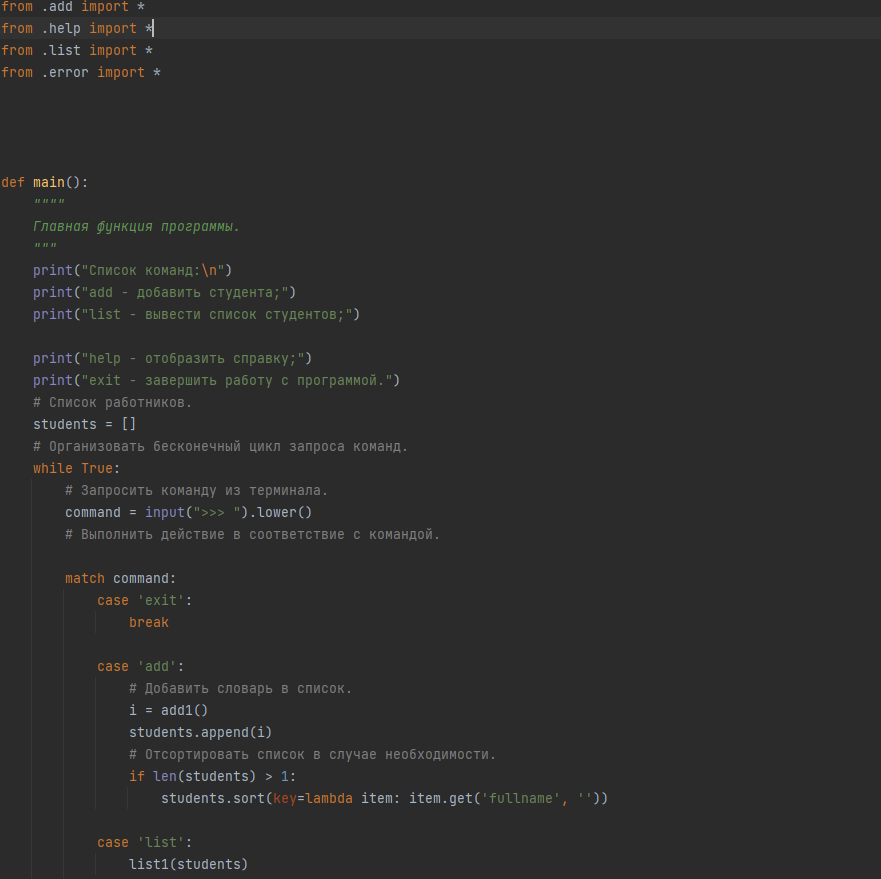 from .add import *
from .help import *
from .list import *
from .error import *
def main():
    """"
    Главная функция программы.
    """
    print("Список команд:\n")
    print("add - добавить студента;")
    print("list - вывести список студентов;")
    print("help - отобразить справку;")
    print("exit - завершить работу с программой.")
    # Список работников.
    students = []
    # Организовать бесконечный цикл запроса команд.
    while True:
        # Запросить команду из терминала.
        command = input(">>> ").lower()
        # Выполнить действие в соответствие с командой.
        match command:
            case 'exit':
                break
            case 'add':
                # Добавить словарь в список.
                i = add1()
                students.append(i)
                # Отсортировать список в случае необходимости.
                if len(students) > 1:
                    students.sort(key=lambda item: item.get('fullname', ''))
            case 'list':
                list1(students)